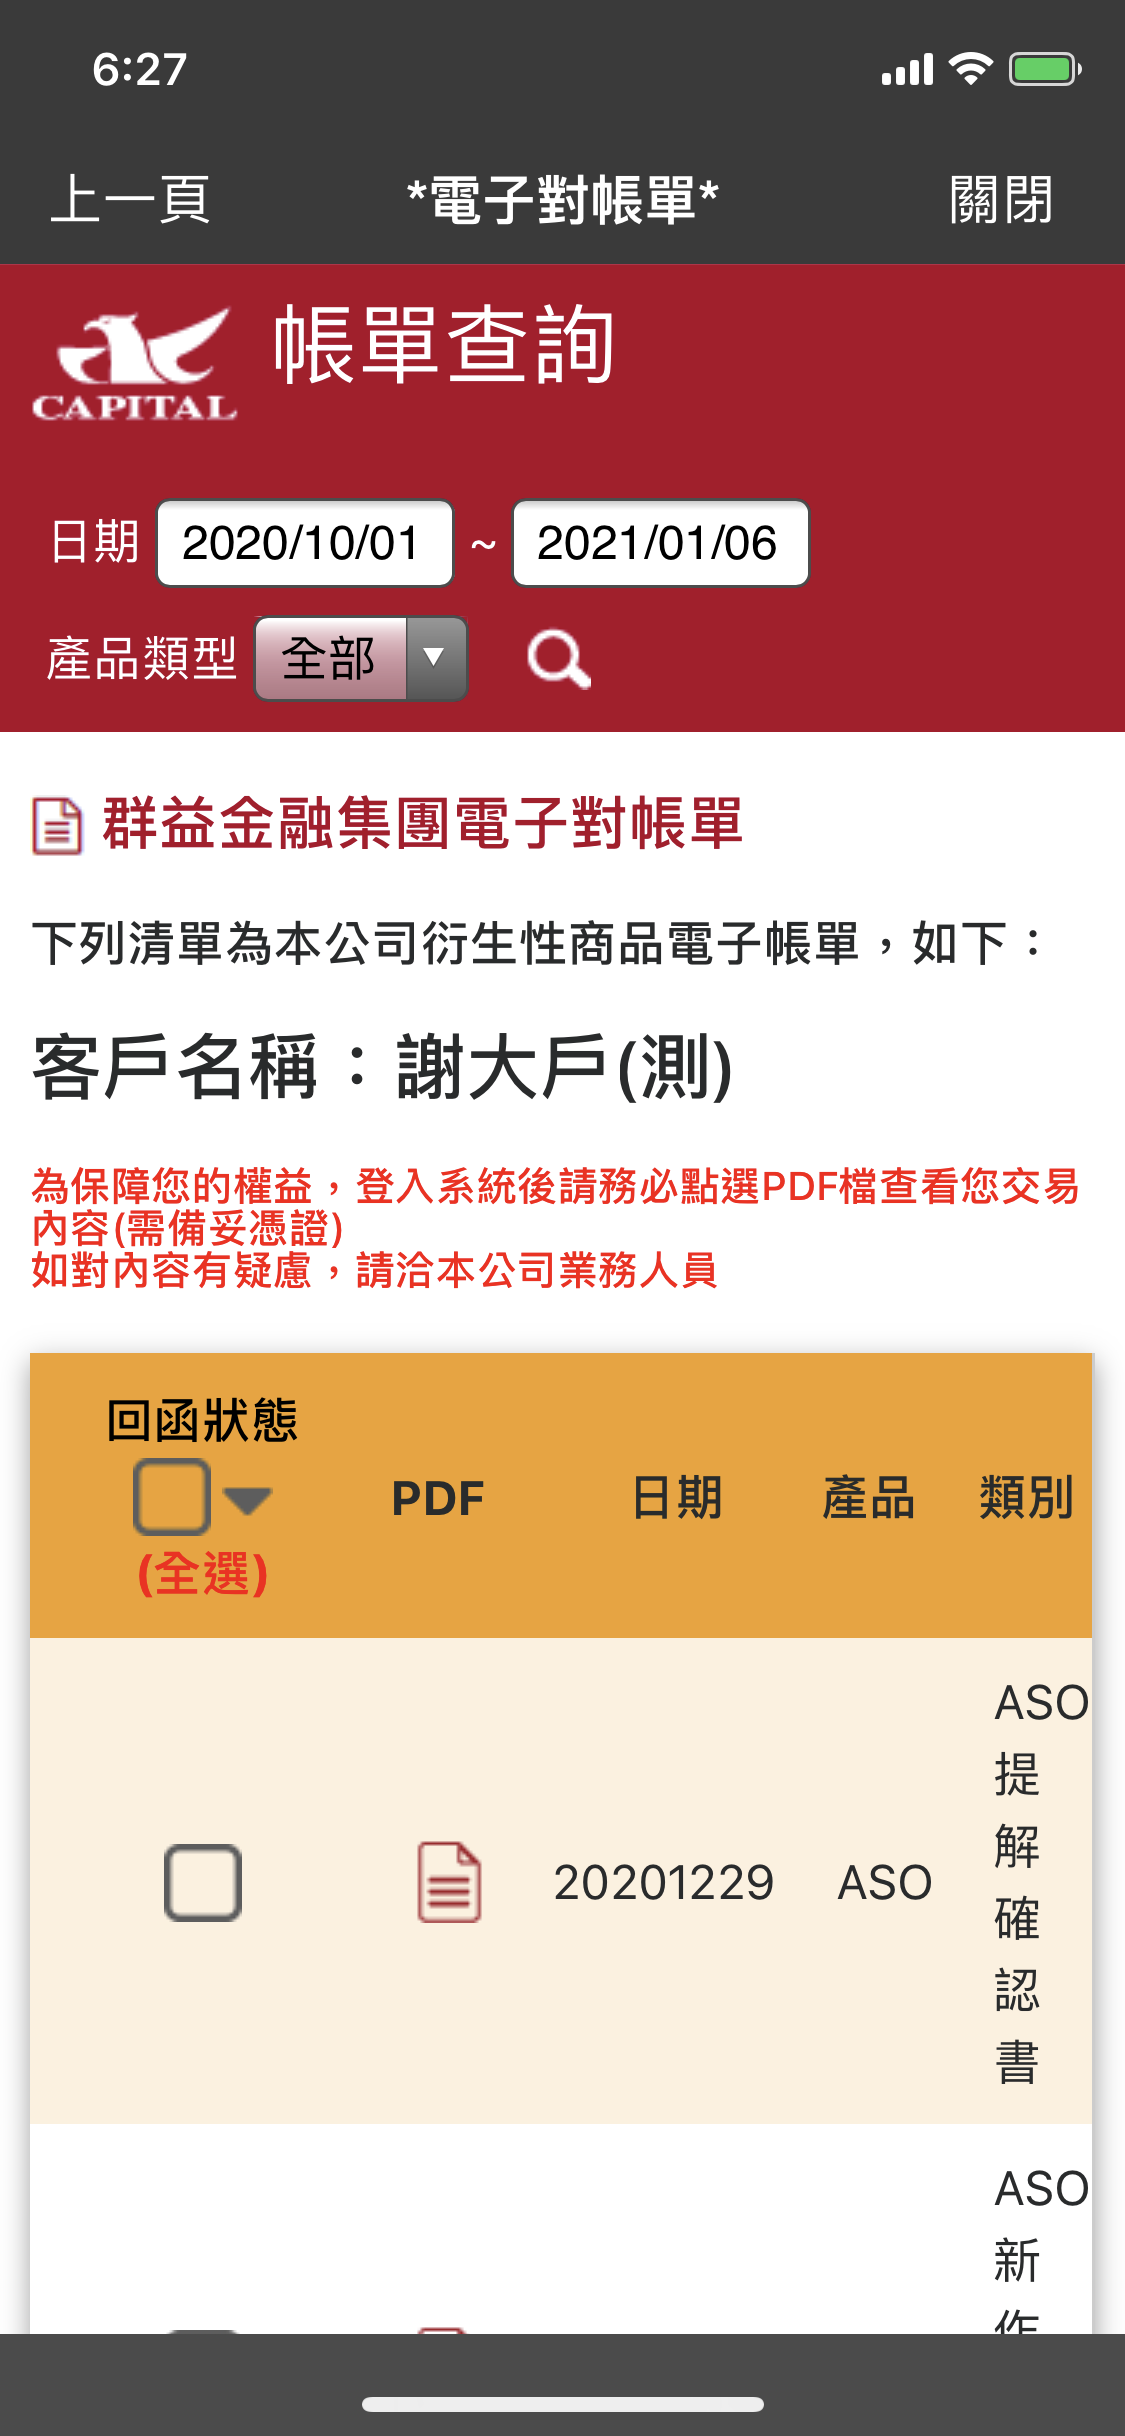 6:27
上一頁 *電子對帳單* 關閉
CAPITAL 帳單查詢
日期 2020/10/01 ~ 2021/01/06
產品類型 全部
群益金融集團電子對帳單
下列清單為本公司衍生性商品電子帳單，如下：
客戶名稱：謝大戶(測)
為保障您的權益，登入系統後請務必點選PDF檔查看您交易
內容(需備妥憑證)
如對內容有疑慮，請洽本公司業務人員
回函狀態
(全選)
PDF 日期 產品 類別
20201229 ASO
ASO
提
解
確
認
書
ASO
新
作